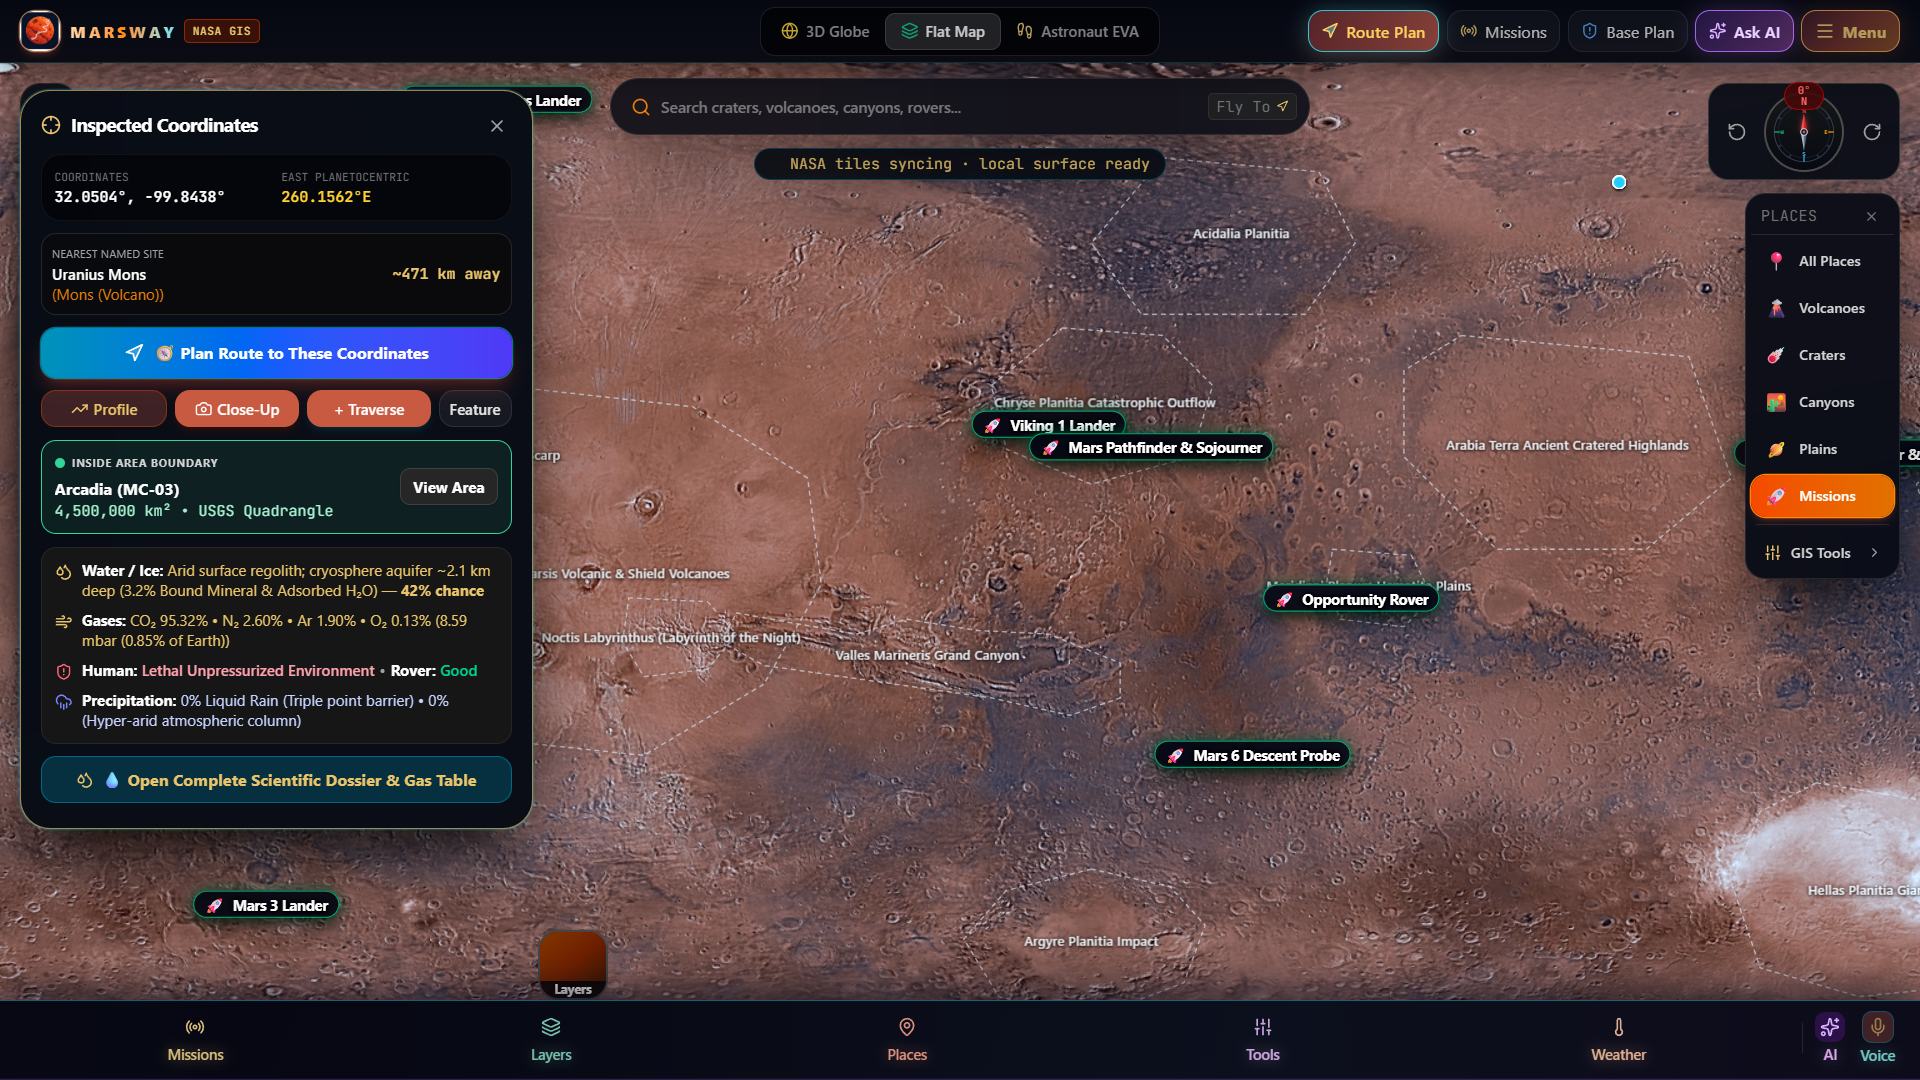 MARSWAY
NASA GIS
3D Globe
Flat Map
Astronaut EVA
Route Plan
Missions
Base Plan
Ask AI
Menu
s Lander
Search craters, volcanoes, canyons, rovers...
Fly To
NASA tiles syncing · local surface ready
0°
N
Inspected Coordinates
COORDINATES
32.0504°, -99.8438°
EAST PLANETOCENTRIC
260.1562°E
NEAREST NAMED SITE
Uranius Mons
(Mons (Volcano))
~471 km away
Plan Route to These Coordinates
Profile
Close-Up
+ Traverse
Feature
INSIDE AREA BOUNDARY
Arcadia (MC-03)
4,500,000 km² • USGS Quadrangle
View Area
Water / Ice: Arid surface regolith; cryosphere aquifer ~2.1 km
deep (3.2% Bound Mineral & Adsorbed H₂O) — 42% chance
Gases: CO₂ 95.32% • N₂ 2.60% • Ar 1.90% • O₂ 0.13% (8.59
mbar (0.85% of Earth))
Human: Lethal Unpressurized Environment • Rover: Good
Precipitation: 0% Liquid Rain (Triple point barrier) • 0%
(Hyper-arid atmospheric column)
Open Complete Scientific Dossier & Gas Table
Acidalia Planitia
Chryse Planitia Catastrophic Outflow
Viking 1 Lander
Mars Pathfinder & Sojourner
Arabia Terra Ancient Cratered Highlands
carp
arsis Volcanic & Shield Volcanoes
Plains
Opportunity Rover
Noctis Labyrinthus (Labyrinth of the Night)
Valles Marineris Grand Canyon
Mars 6 Descent Probe
Mars 3 Lander
Argyre Planitia Impact
Hellas Planitia Gia
r &
PLACES
All Places
Volcanoes
Craters
Canyons
Plains
Missions
GIS Tools
Layers
Missions
Layers
Places
Tools
Weather
AI
Voice